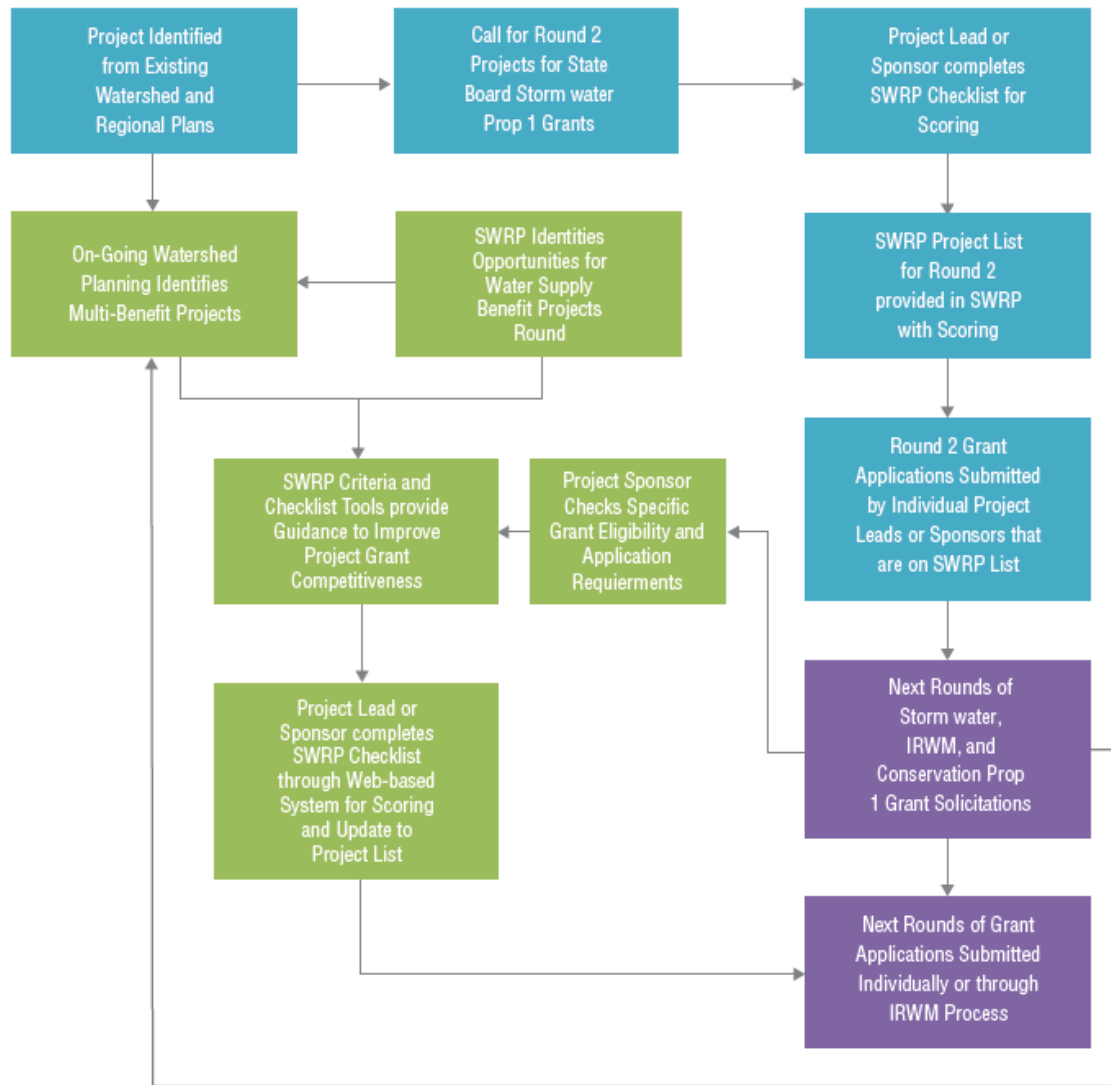 Project Identified
from Existing
Watershed and
Regional Plans
Call for Round 2
Projects for State
Board Storm water
Prop 1 Grants
Project Lead or
Sponsor completes
SWRP Checklist for
Scoring
On-Going Watershed
Planning Identifies
Multi-Benefit Projects
SWRP Identities
Opportunities for
Water Supply
Benefit Projects
Round
SWRP Project List
for Round 2
provided in SWRP
with Scoring
SWRP Criteria and
Checklist Tools provide
Guidance to Improve
Project Grant
Competitiveness
Project Sponsor
Checks Specific
Grant Eligibility and
Application
Requierments
Round 2 Grant
Applications Submitted
by Individual Project
Leads or Sponsors that
are on SWRP List
Project Lead or
Sponsor completes
SWRP Checklist
through Web-based
System for Scoring
and Update to
Project List
Next Rounds of
Storm water,
IRWM, and
Conservation Prop
1 Grant Solicitations
Next Rounds of Grant
Applications Submitted
Individually or through
IRWM Process